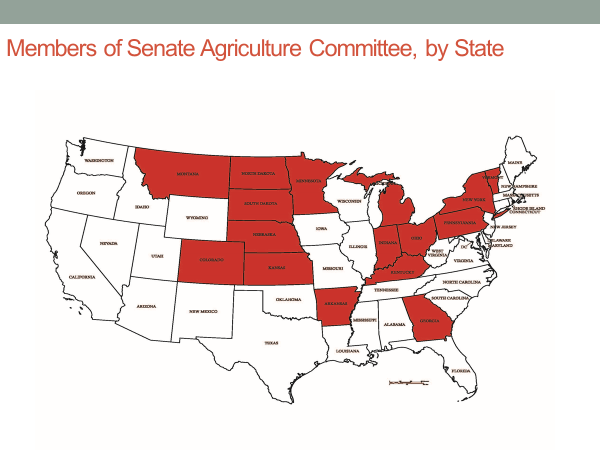 Members of Senate Agriculture Committee, by State
WASHINGTON
MONTANA
NORTH DAKOTA
MINNESOTA
MAINE
VERMONT
NEW HAMPSHIRE
OREGON
IDAHO
WYOMING
SOUTH DAKOTA
WISCONSIN
NEW YORK
MASSACHUSETTS
RHODE ISLAND
CONNECTICUT
NEVADA
UTAH
COLORADO
NEBRASKA
IOWA
ILLINOIS
INDIANA
OHIO
PENNSYLVANIA
NEW JERSEY
DELAWARE
MARYLAND
CALIFORNIA
KANSAS
MISSOURI
KENTUCKY
WEST
VIRGINIA
VIRGINIA
ARIZONA
NEW MEXICO
OKLAHOMA
ARKANSAS
TENNESSEE
NORTH CAROLINA
SOUTH CAROLINA
TEXAS
LOUISIANA
MISSISSIPPI
ALABAMA
GEORGIA
FLORIDA